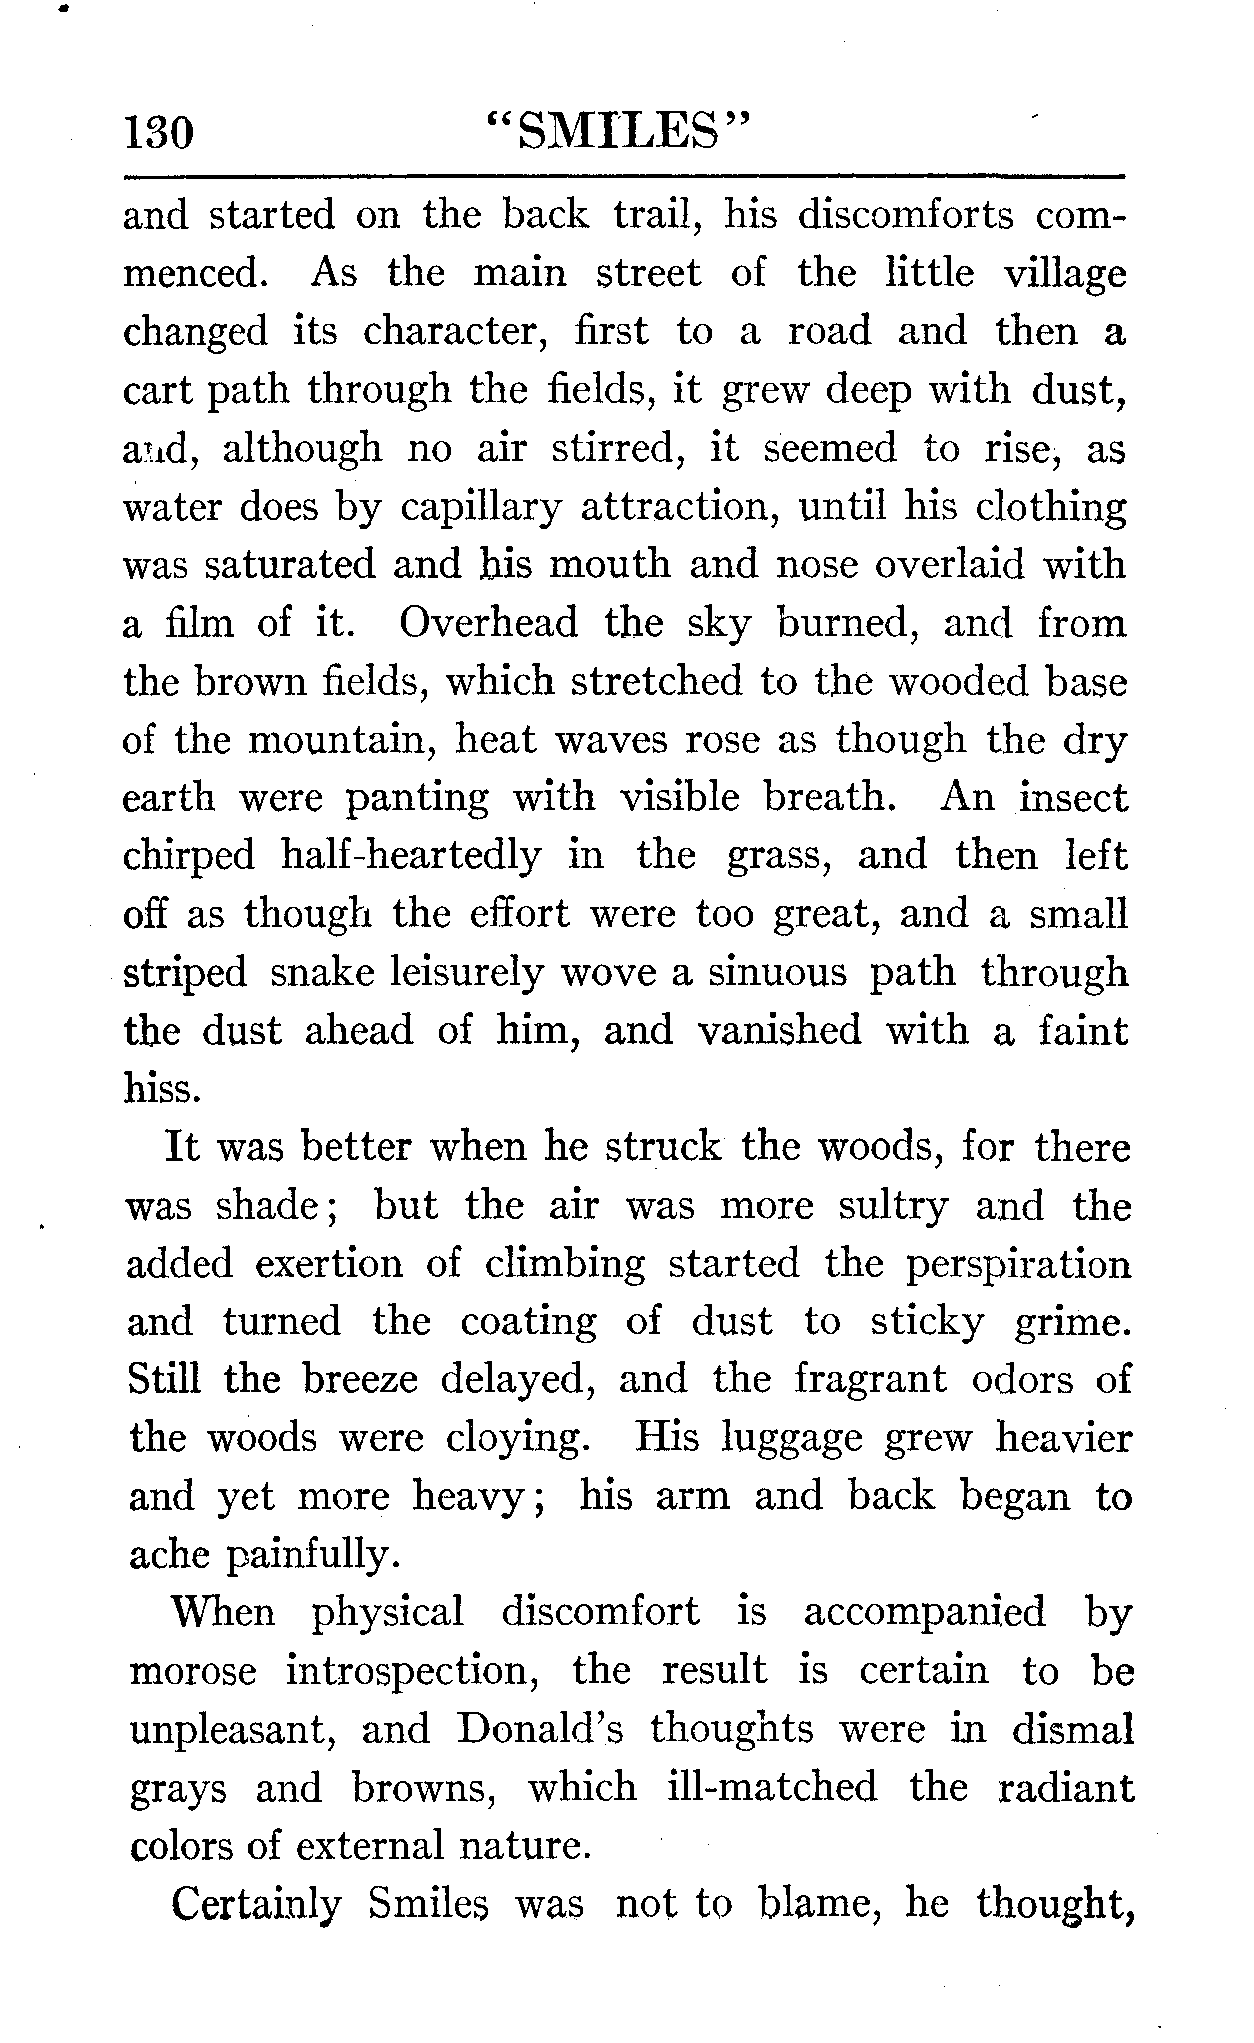 130 "SMILES"
and started on the back trail, his discomforts com-
menced. As the main street of the little village
changed its character, first to a road and then a
cart path through the fields, it grew deep with dust,
and, although no air stirred, it seemed to rise, as
water does by capillary attraction, until his clothing
was saturated and his mouth and nose overlaid with
a film of it. Overhead the sky burned, and from
the brown fields, which stretched to the wooded base
of the mountain, heat waves rose as though the dry
earth were panting with visible breath. An insect
chirped half-heartedly in the grass, and then left
off as though the effort were too great, and a small
striped snake leisurely wove a sinuous path through
the dust ahead of him, and vanished with a faint
hiss.
It was better when he struck the woods, for there
was shade; but the air was more sultry and the
added exertion of climbing started the perspiration
and turned the coating of dust to sticky grime.
Still the breeze delayed, and the fragrant odors of
the woods were cloying. His luggage grew heavier
and yet more heavy; his arm and back began to
ache painfully.
When physical discomfort is accompanied by
morose introspection, the result is certain to be
unpleasant, and Donald's thoughts were in dismal
grays and browns, which ill-matched the radiant
colors of external nature.
Certainly Smiles was not to blame, he thought,